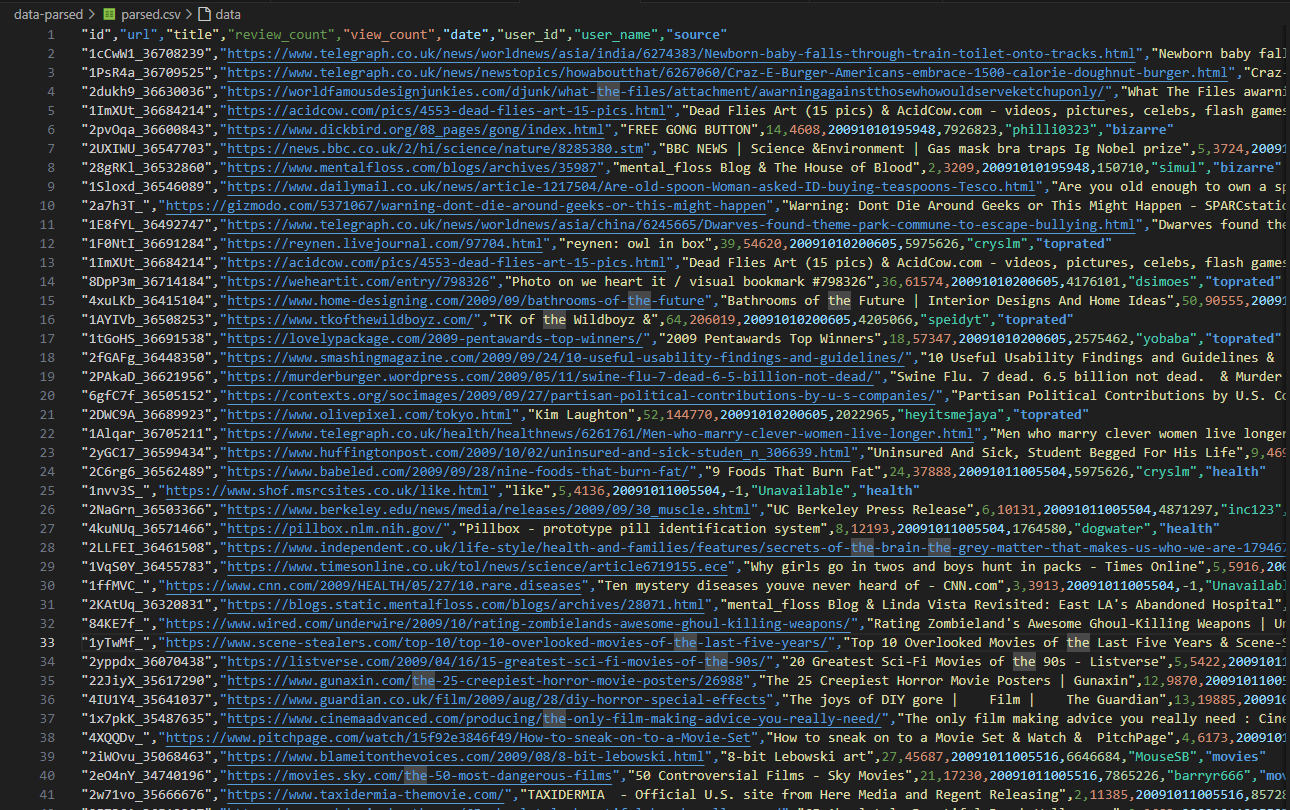 data-parsed > parsed.csv > data
1 "id","url","title","review_count","view_count","date","user_id","user_name","source"
2 "1cCwW1_36708239","https://www.telegraph.co.uk/news/worldnews/asia/india/6274383/Newborn-baby-falls-through-train-toilet-onto-tracks.html","Newborn baby fall
3 "1PsR4a_36709525","https://www.telegraph.co.uk/news/newstopics/howaboutthat/6267060/Craz-E-Burger-Americans-embrace-1500-calorie-doughnut-burger.html","Craz-
4 "2dukh9_36630036","https://worldfamousdesignjunkies.com/djunk/what-the-files/attachment/awarningagainstthosewhowouldserveketchuponly/","What The Files awarni
5 "1ImXUt_36684214","https://acidcow.com/pics/4553-dead-flies-art-15-pics.html","Dead Flies Art (15 pics) & AcidCow.com - videos, pictures, celebs, flash games
6 "2pvOqa_36600843","https://www.dickbird.org/08_pages/gong/index.html","FREE GONG BUTTON",14,4608,20091010195948,7926823,"philli0323","bizarre"
7 "2UXIWU_36547703","https://news.bbc.co.uk/2/hi/science/nature/8285380.stm","BBC NEWS | Science &Environment | Gas mask bra traps Ig Nobel prize",5,3724,20091
8 "28gRKl_36532860","https://www.mentalfloss.com/blogs/archives/35987","mental_floss Blog & The House of Blood",2,3209,20091010195948,150710,"simul","bizarre"
9 "1Sloxd_36546089","https://www.dailymail.co.uk/news/article-1217504/Are-old-spoon-Woman-asked-ID-buying-teaspoons-Tesco.html","Are you old enough to own a sp
10 "2a7h3T_","https://gizmodo.com/5371067/warning-dont-die-around-geeks-or-this-might-happen","Warning: Dont Die Around Geeks or This Might Happen - SPARCstatic
11 "1E8fYL_36492747","https://www.telegraph.co.uk/news/worldnews/asia/china/6245665/Dwarves-found-theme-park-commune-to-escape-bullying.html","Dwarves found the
12 "1F0NtI_36691284","https://reynen.livejournal.com/97704.html","reynen: owl in box",39,54620,20091010200605,5975626,"cryslm","toprated"
13 "1ImXUt_36684214","https://acidcow.com/pics/4553-dead-flies-art-15-pics.html","Dead Flies Art (15 pics) & AcidCow.com - videos, pictures, celebs, flash games
14 "8DpP3m_36714184","https://weheartit.com/entry/798326","Photo on we heart it / visual bookmark #798326",36,61574,20091010200605,4176101,"dsimoes","toprated"
15 "4xuLKb_36415104","https://www.home-designing.com/2009/09/bathrooms-of-the-future","Bathrooms of the Future | Interior Designs And Home Ideas",50,90555,20091
16 "1AYIVb_36508253","https://www.tkofthewildboyz.com/","TK of the Wildboyz &",64,206019,20091010200605,4205066,"speidyt","toprated"
17 "1tGoHS_36691538","https://lovelypackage.com/2009-pentawards-top-winners/","2009 Pentawards Top Winners",18,57347,20091010200605,2575462,"yobaba","toprated"
18 "2fGAFg_36448350","https://www.smashingmagazine.com/2009/09/24/10-useful-usability-findings-and-guidelines/","10 Useful Usability Findings and Guidelines &
19 "2PAkaD_36621956","https://murderburger.wordpress.com/2009/05/11/swine-flu-7-dead-6-5-billion-not-dead/","Swine Flu. 7 dead. 6.5 billion not dead.  & Murder
20 "6gfC7f_36505152","https://contexts.org/socimages/2009/09/27/partisan-political-contributions-by-u-s-companies/","Partisan Political Contributions by U.S. Co
21 "2DWC9A_36689923","https://www.olivepixel.com/tokyo.html","Kim Laughton",52,144770,20091010200605,2022965,"heyitsmejaya","toprated"
22 "1Alqar_36705211","https://www.telegraph.co.uk/health/healthnews/6261761/Men-who-marry-clever-women-live-longer.html","Men who marry clever women live longer
23 "2yGC17_36599434","https://www.huffingtonpost.com/2009/10/02/uninsured-and-sick-studen_n_306639.html","Uninsured And Sick, Student Begged For His Life",9,469
24 "2C6rg6_36562489","https://www.babeled.com/2009/09/28/nine-foods-that-burn-fat/","9 Foods That Burn Fat",24,37888,20091011005504,5975626,"cryslm","health"
25 "1nvv3S_","https://www.shof.msrcsites.co.uk/like.html","like",5,4136,20091011005504,-1,"Unavailable","health"
26 "2NaGrn_36503366","https://www.berkeley.edu/news/media/releases/2009/09/30_muscle.shtml","UC Berkeley Press Release",6,10131,20091011005504,4871297,"inc123",
27 "4kuNUq_36571466","https://pillbox.nlm.nih.gov/","Pillbox - prototype pill identification system",8,12193,20091011005504,1764580,"dogwater","health"
28 "2LLFEI_36461508","https://www.independent.co.uk/life-style/health-and-families/features/secrets-of-the-brain-the-grey-matter-that-makes-us-who-we-are-179467
29 "1VqS0Y_36455783","https://www.timesonline.co.uk/tol/news/science/article6719155.ece","Why girls go in twos and boys hunt in packs - Times Online",5,5916,2009
30 "1ffMVC_","https://www.cnn.com/2009/HEALTH/05/27/10.rare.diseases","Ten mystery diseases youve never heard of - CNN.com",3,3913,20091011005504,-1,"Unavailabl
31 "2KAtUq_36320831","https://blogs.static.mentalfloss.com/blogs/archives/28071.html","mental_floss Blog & Linda Vista Revisited: East LA's Abandoned Hospital",
32 "84KE7f_","https://www.wired.com/underwire/2009/10/rating-zombielands-awesome-ghoul-killing-weapons/","Rating Zombieland's Awesome Ghoul-Killing Weapons | Un
33 "1yTwMf_","https://www.scene-stealers.com/top-10/top-10-overlooked-movies-of-the-last-five-years/","Top 10 Overlooked Movies of the Last Five Years & Scene-S
34 "2yppdx_36070438","https://listverse.com/2009/04/16/15-greatest-sci-fi-movies-of-the-90s/","20 Greatest Sci-Fi Movies of the 90s - Listverse",5,5422,2009101
35 "22JiyX_35617290","https://www.gunaxin.com/the-25-creepiest-horror-movie-posters/26988","The 25 Creepiest Horror Movie Posters | Gunaxin",12,9870,2009101100
36 "4IU1Y4_35641037","https://www.guardian.co.uk/film/2009/aug/28/diy-horror-special-effects","The joys of DIY gore |    Film |    The Guardian",13,19885,200910
37 "1x7pkK_35487635","https://www.cinemaadvanced.com/producing/the-only-film-making-advice-you-really-need/","The only film making advice you really need : Cine
38 "4XQQDv_","https://www.pitchpage.com/watch/15f92e3846f49/How-to-sneak-on-to-a-Movie-Set","How to sneak on to a Movie Set & Watch &  PitchPage",4,6173,200910
39 "2iWOvu_35068463","https://www.blameitonthevoices.com/2009/08/8-bit-lebowski.html","8-bit Lebowski art",27,45687,20091011005516,6646684,"MouseSB","movies"
40 "2eO4nY_34740196","https://movies.sky.com/the-50-most-dangerous-films","50 Controversial Films - Sky Movies",21,17230,20091011005516,7865226,"barryr666","mov
41 "2w71vo_35666676","https://www.taxidermia-themovie.com/","TAXIDERMIA  - Official U.S. site from Here Media and Regent Releasing",2,11385,20091011005516,85728